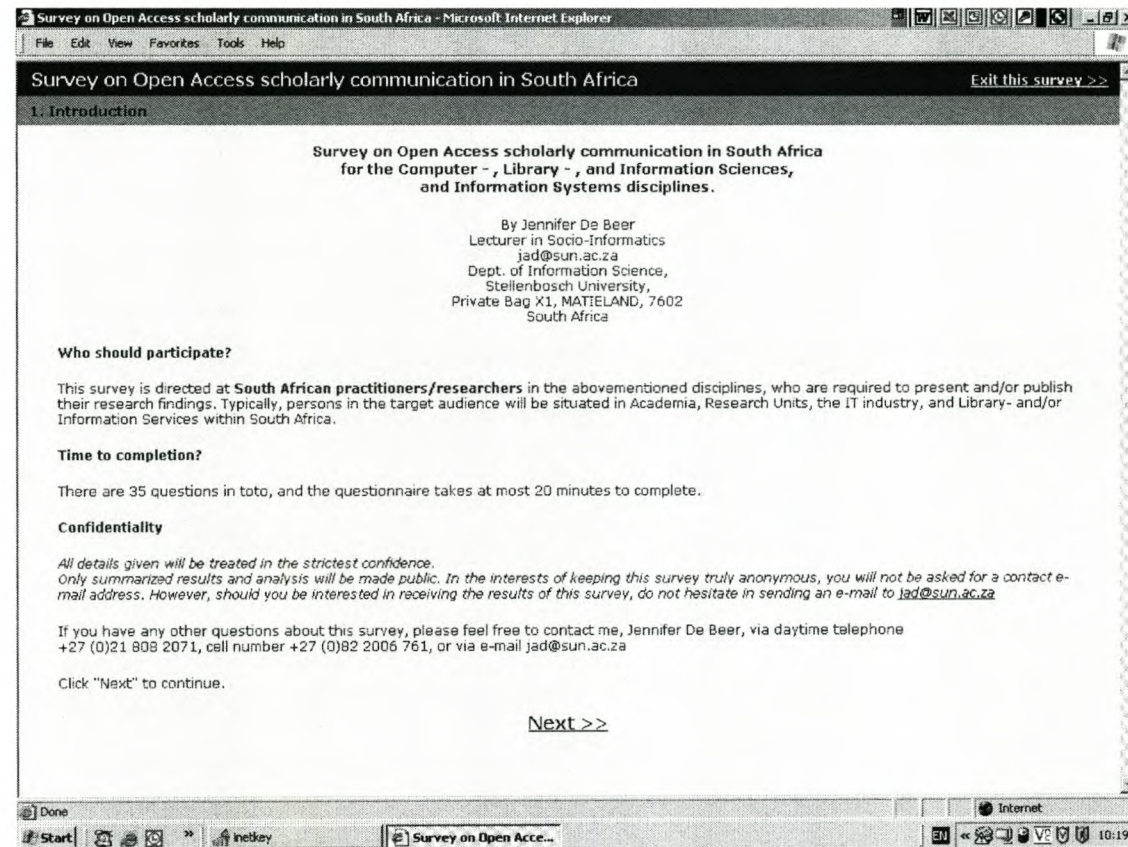 Survey on Open Access scholarly communication in South Africa - Microsoft Internet Explorer
File Edit View Favorites Tools Help
Survey on Open Access scholarly communication in South Africa Exit this survey >>
1. Introduction
Survey on Open Access scholarly communication in South Africa
for the Computer - , Library - , and Information Sciences,
and Information Systems disciplines.
By Jennifer De Beer
Lecturer in Socio-Informatics
jad@sun.ac.za
Dept. of Information Science,
Stellenbosch University,
Private Bag X1, MATIELAND, 7602
South Africa
Who should participate?
This survey is directed at South African practitioners/researchers in the abovementioned disciplines, who are required to present and/or publish
their research findings. Typically, persons in the target audience will be situated in Academia, Research Units, the IT industry, and Library- and/or
Information Services within South Africa.
Time to completion?
There are 35 questions in toto, and the questionnaire takes at most 20 minutes to complete.
Confidentiality
All details given will be treated in the strictest confidence.
Only summarized results and analysis will be made public. In the interests of keeping this survey truly anonymous, you will not be asked for a contact e-
mail address. However, should you be interested in receiving the results of this survey, do not hesitate in sending an e-mail to jad@sun.ac.za
If you have any other questions about this survey, please feel free to contact me, Jennifer De Beer, via daytime telephone
+27 (0)21 808 2071, cell number +27 (0)82 2006 761, or via e-mail jad@sun.ac.za
Click "Next" to continue.
Next >>
Done Internet
Start » inetkey Survey on Open Acce... EN « 10:19